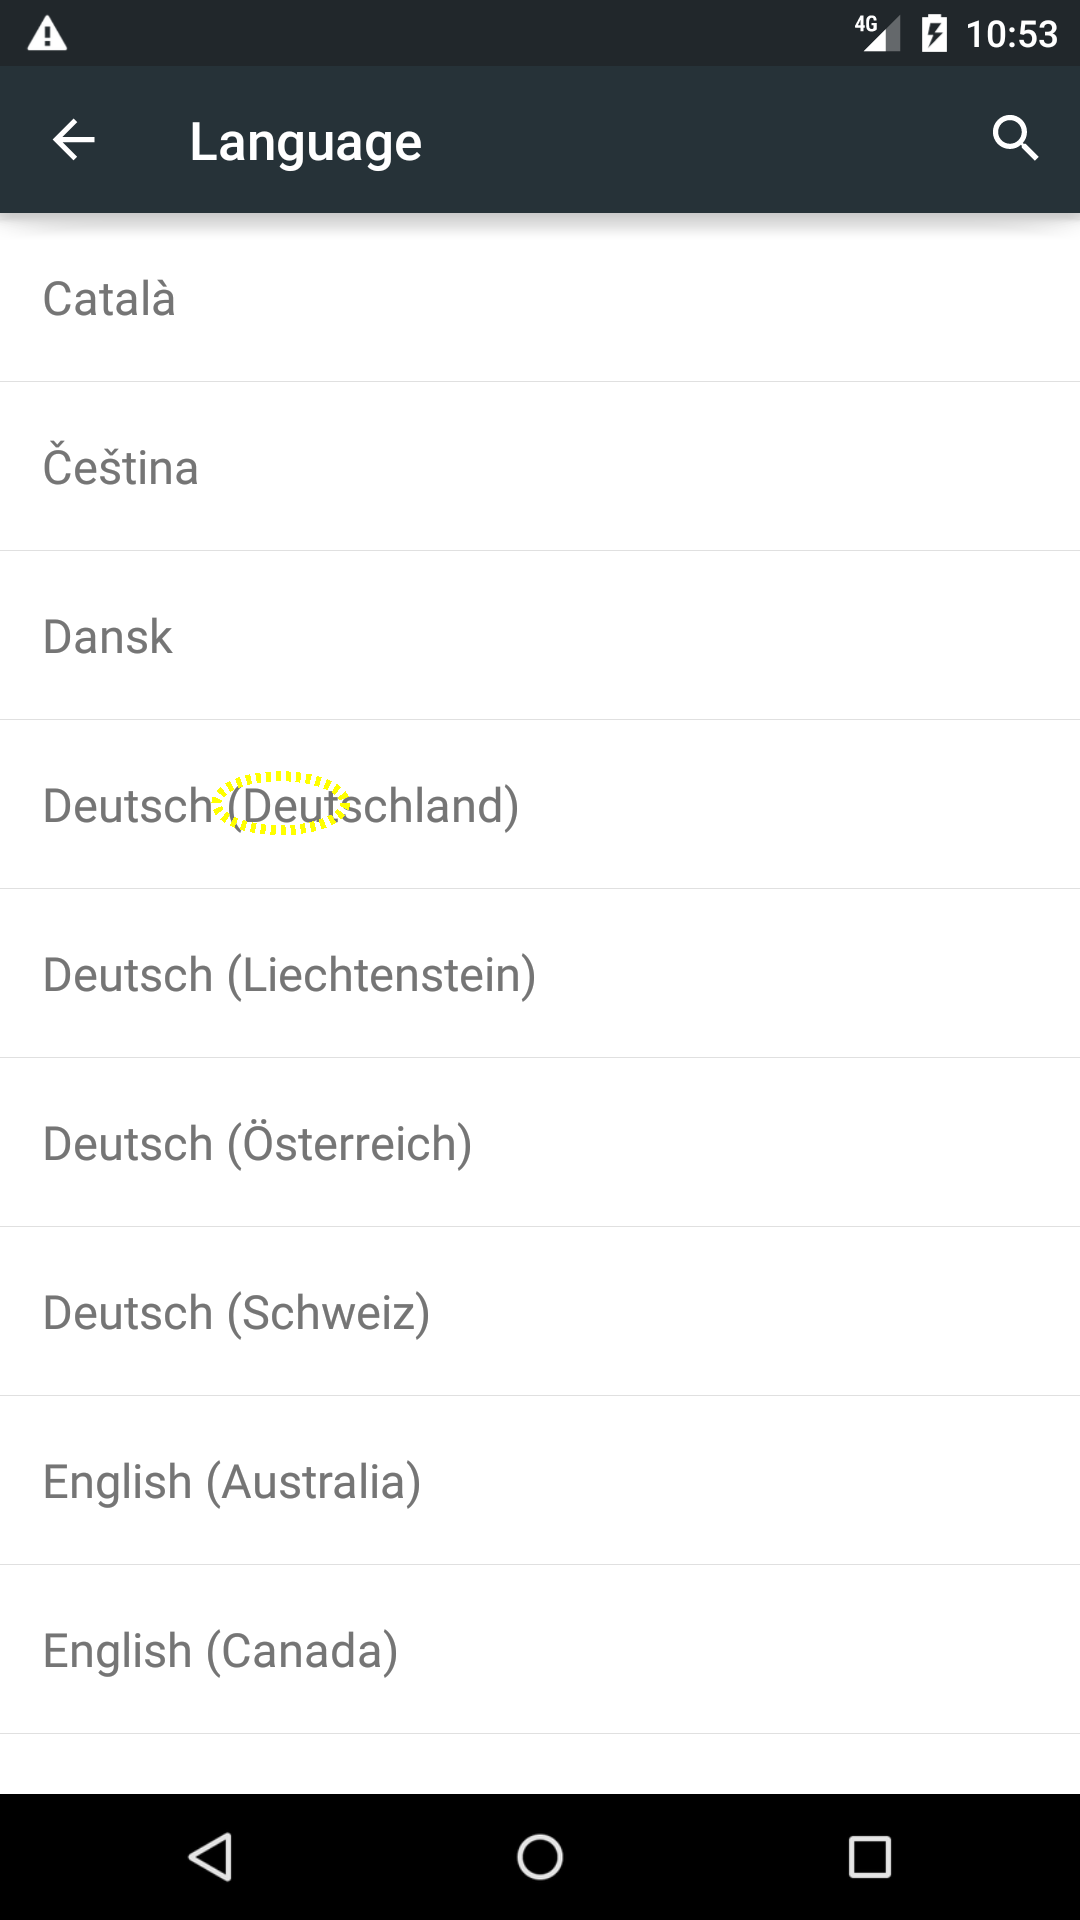 4G 10:53
Language
Català
Čeština
Dansk
Deutsch (Deutschland)
Deutsch (Liechtenstein)
Deutsch (Österreich)
Deutsch (Schweiz)
English (Australia)
English (Canada)